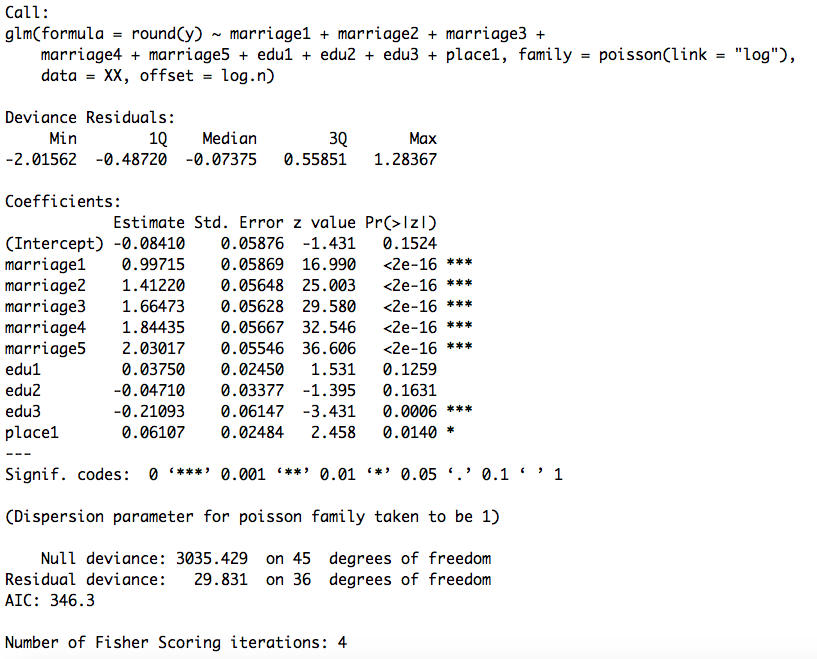 Call:
glm(formula = round(y) ~ marriage1 + marriage2 + marriage3 +
    marriage4 + marriage5 + edu1 + edu2 + edu3 + place1, family = poisson(link = "log"),
    data = XX, offset = log.n)

Deviance Residuals:
     Min        1Q    Median        3Q       Max
-2.01562  -0.48720  -0.07375   0.55851   1.28367

Coefficients:
            Estimate Std. Error z value Pr(>|z|)
(Intercept) -0.08410    0.05876  -1.431   0.1524
marriage1    0.99715    0.05869  16.990   <2e-16 ***
marriage2    1.41220    0.05648  25.003   <2e-16 ***
marriage3    1.66473    0.05628  29.580   <2e-16 ***
marriage4    1.84435    0.05667  32.546   <2e-16 ***
marriage5    2.03017    0.05546  36.606   <2e-16 ***
edu1         0.03750    0.02450   1.531   0.1259
edu2        -0.04710    0.03377  -1.395   0.1631
edu3        -0.21093    0.06147  -3.431   0.0006 ***
place1       0.06107    0.02484   2.458   0.0140 *
---
Signif. codes:  0 ‘***’ 0.001 ‘**’ 0.01 ‘*’ 0.05 ‘.’ 0.1 ‘ ’ 1

(Dispersion parameter for poisson family taken to be 1)

    Null deviance: 3035.429  on 45  degrees of freedom
Residual deviance:   29.831  on 36  degrees of freedom
AIC: 346.3

Number of Fisher Scoring iterations: 4